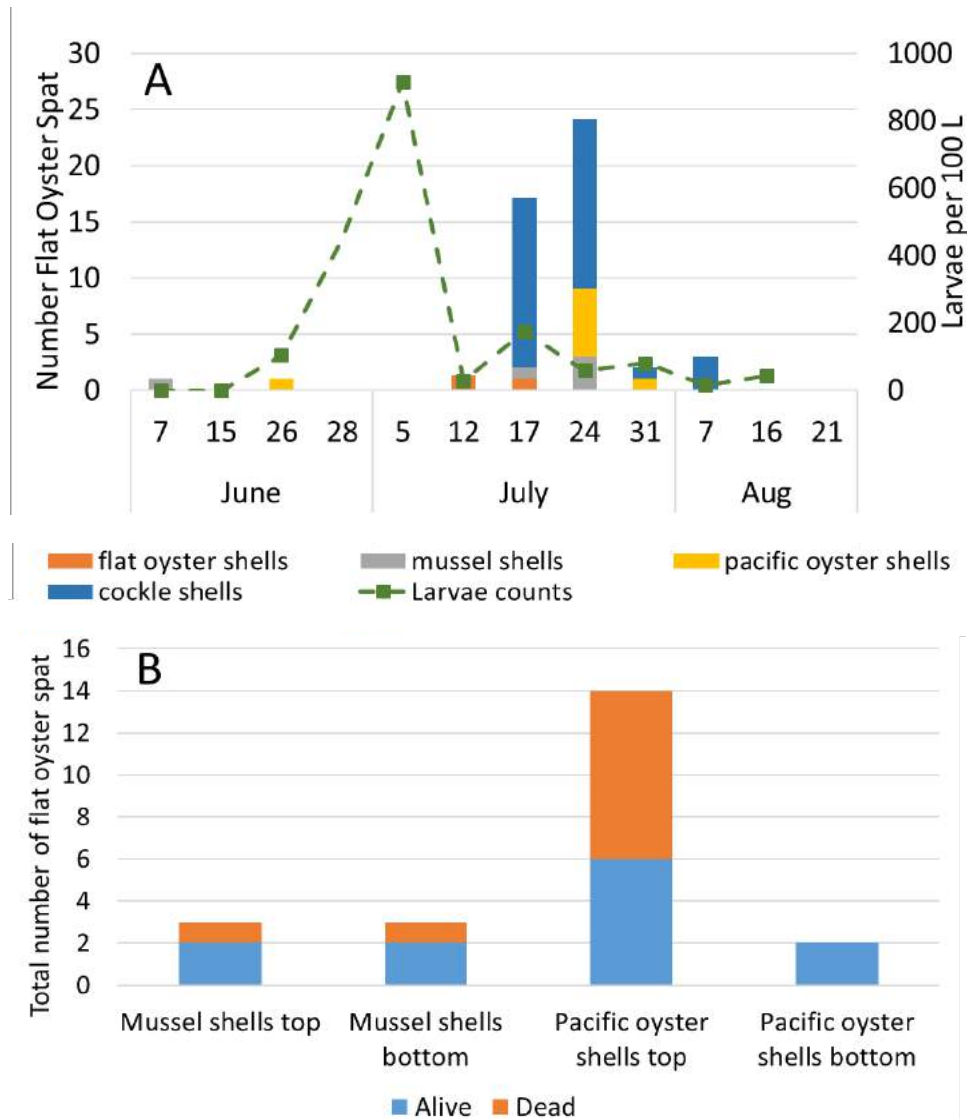 A
30
25
20
15
10
5
0
Number Flat Oyster Spat
1000
800
600
400
200
0
Larvae per 100 L
7 15 26 28 5 12 17 24 31 7 16 21
June July Aug
flat oyster shells mussel shells pacific oyster shells
cockle shells Larvae counts
B
16
14
12
10
8
6
4
2
0
Total number of flat oyster spat
Mussel shells top
Mussel shells
bottom
Pacific oyster
shells top
Pacific oyster
shells bottom
Alive Dead